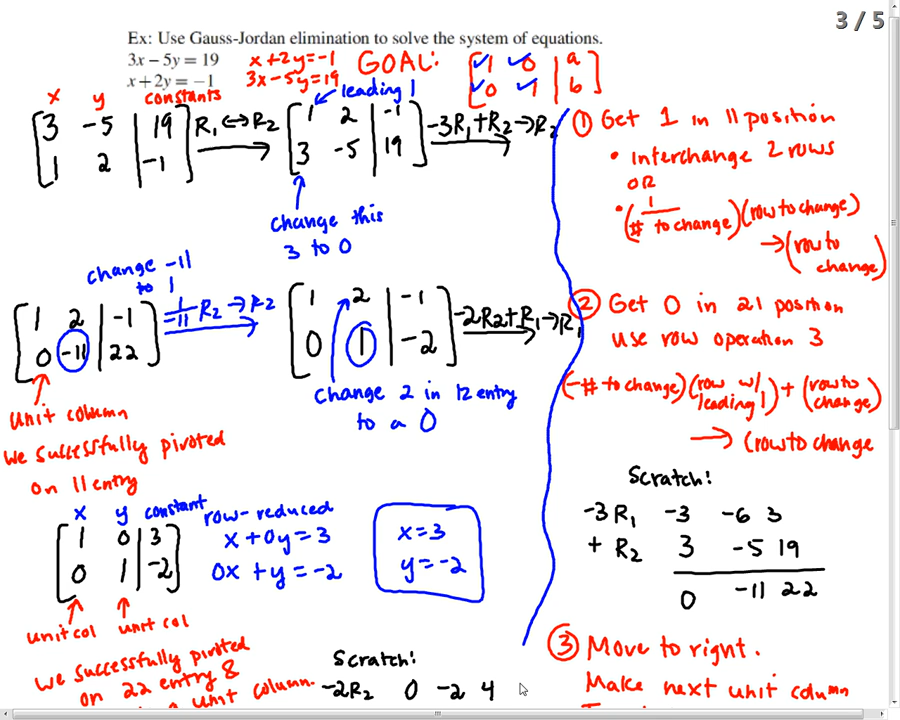 3 / 5
Ex: Use Gauss-Jordan elimination to solve the system of equations.
3x − 5y = 19
x + 2y = −1
x+2y=-1
3x-5y=19
GOAL:
1 0 | a
0 1 | b
x y constants
3 -5 | 19
1 2 | -1
R₁ ↔ R₂
leading 1
1 2 | -1
3 -5 | 19
-3R₁+R₂→R₂
change this
3 to 0
change -11
to 1
1 2 | -1
0 -11 | 22
1/-11 R₂→R₂
1 2 | -1
0 1 | -2
-2R₂+R₁→R₁
unit column
change 2 in 12 entry
to a 0
We successfully pivoted
on 11 entry
x y constant
1 0 | 3
0 1 | -2
row-reduced
x+0y=3
0x+y=-2
x=3
y=-2
unit col unit col
We successfully pivoted
on 22 entry &
unit column.
Scratch:
-2R₂ 0 -2 4
① Get 1 in 11 position
• interchange 2 rows
OR
• (1/# to change)(row to change)
→(row to
change)
② Get 0 in 21 position
use row operation 3
(-# to change)(row w/ leading 1)+(row to change)
→ (row to change
Scratch:
-3R₁ -3 -6 3
+ R₂ 3 -5 19
0 -11 22
③ Move to right.
Make next unit column